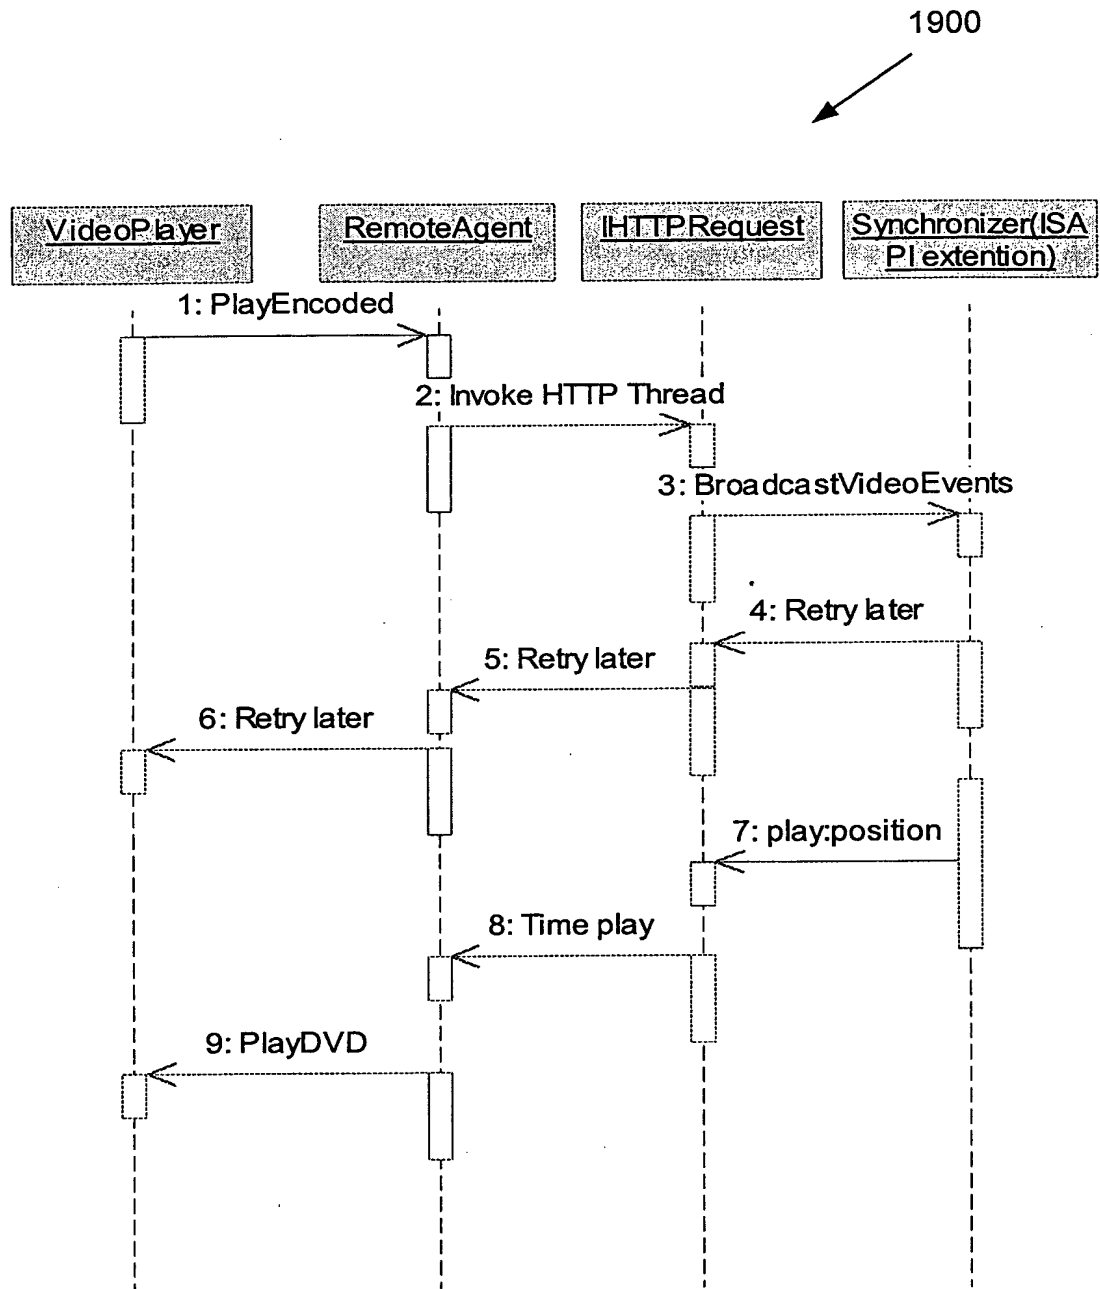 1900
VideoPlayer
RemoteAgent
IHTTPRequest
Synchronizer(ISA
PI extention)
1: PlayEncoded
2: Invoke HTTP Thread
3: BroadcastVideoEvents
4: Retry later
5: Retry later
6: Retry later
7: play:position
8: Time play
9: PlayDVD